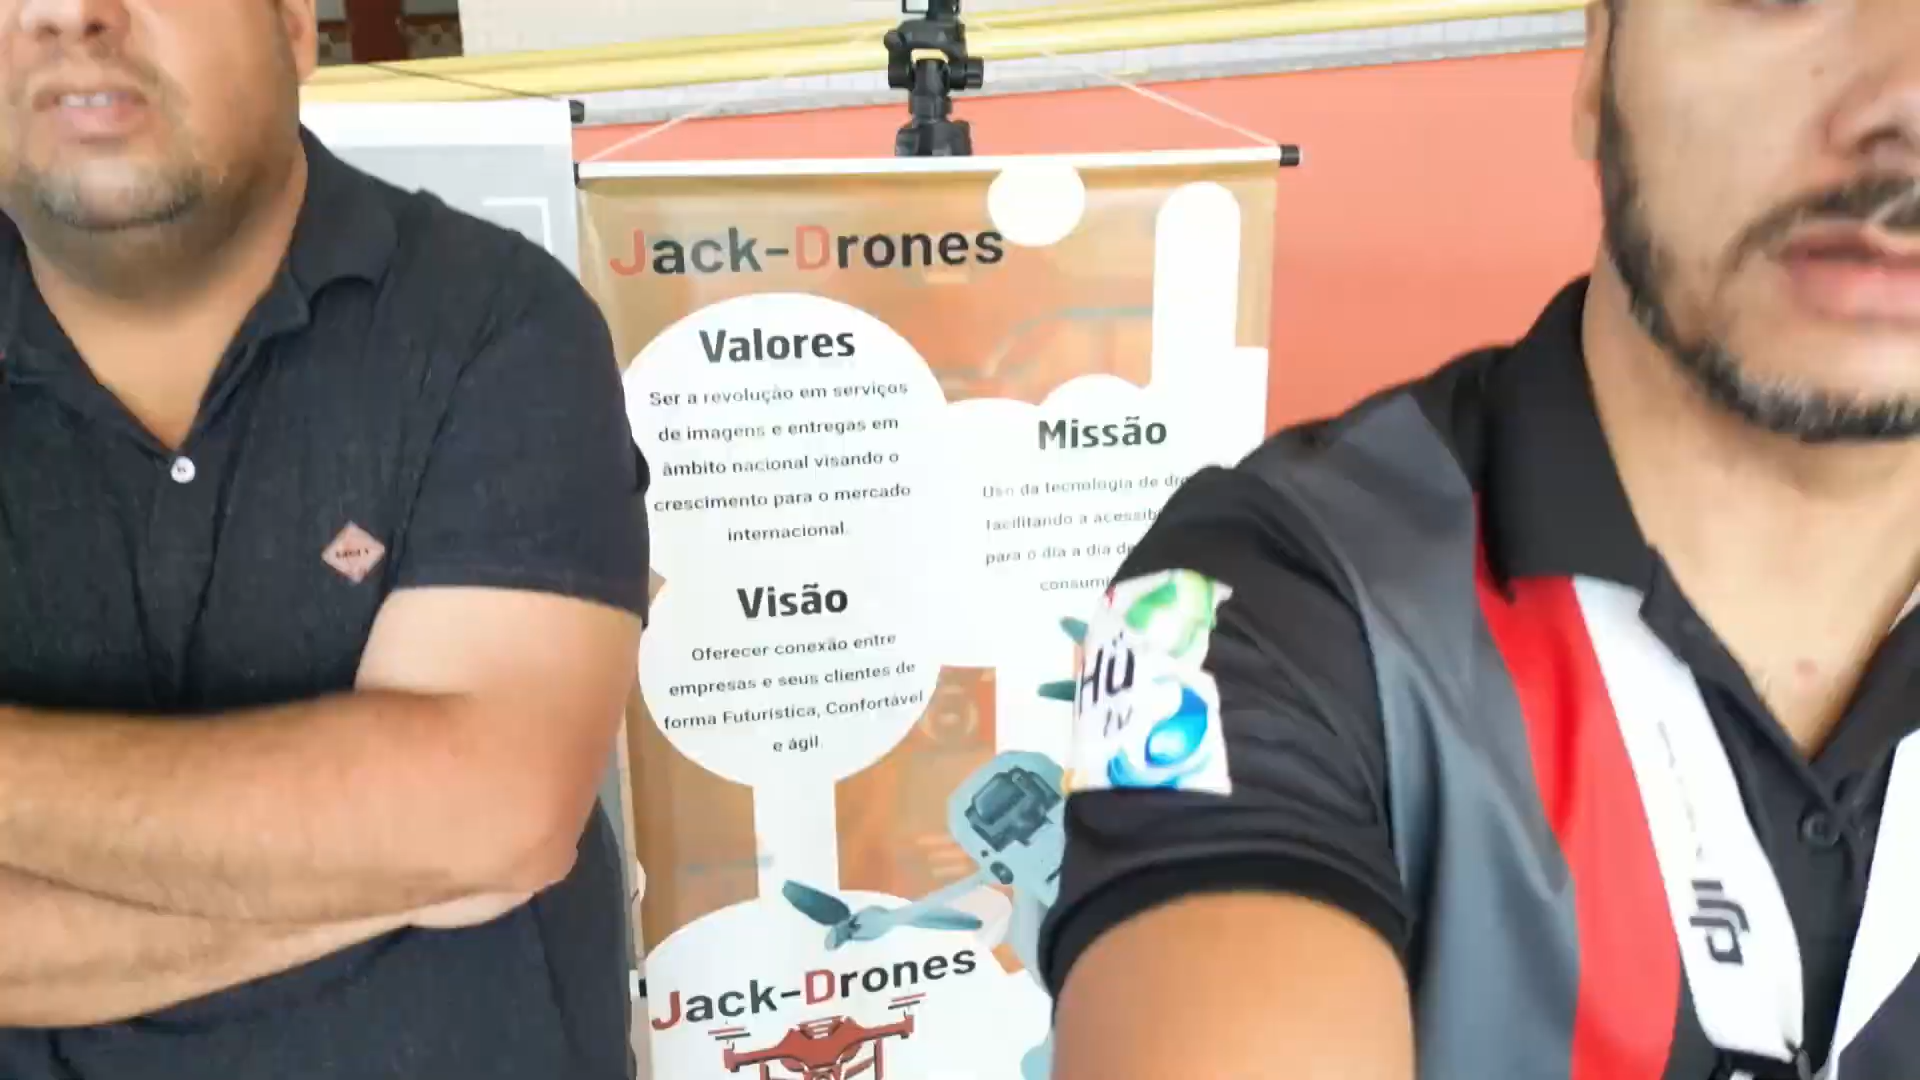 Jack-Drones
Valores
Ser a revolução em serviços
de imagens e entregas em
âmbito nacional visando o
crescimento para o mercado
internacional.
Missão
Uso da tecnologia de
facilitando a
para o dia a dia
Visão
Oferecer conexão entre
empresas e seus clientes de
forma Futurística, Confortável
e ágil.
Jack-Drones
Hü
tv
dji